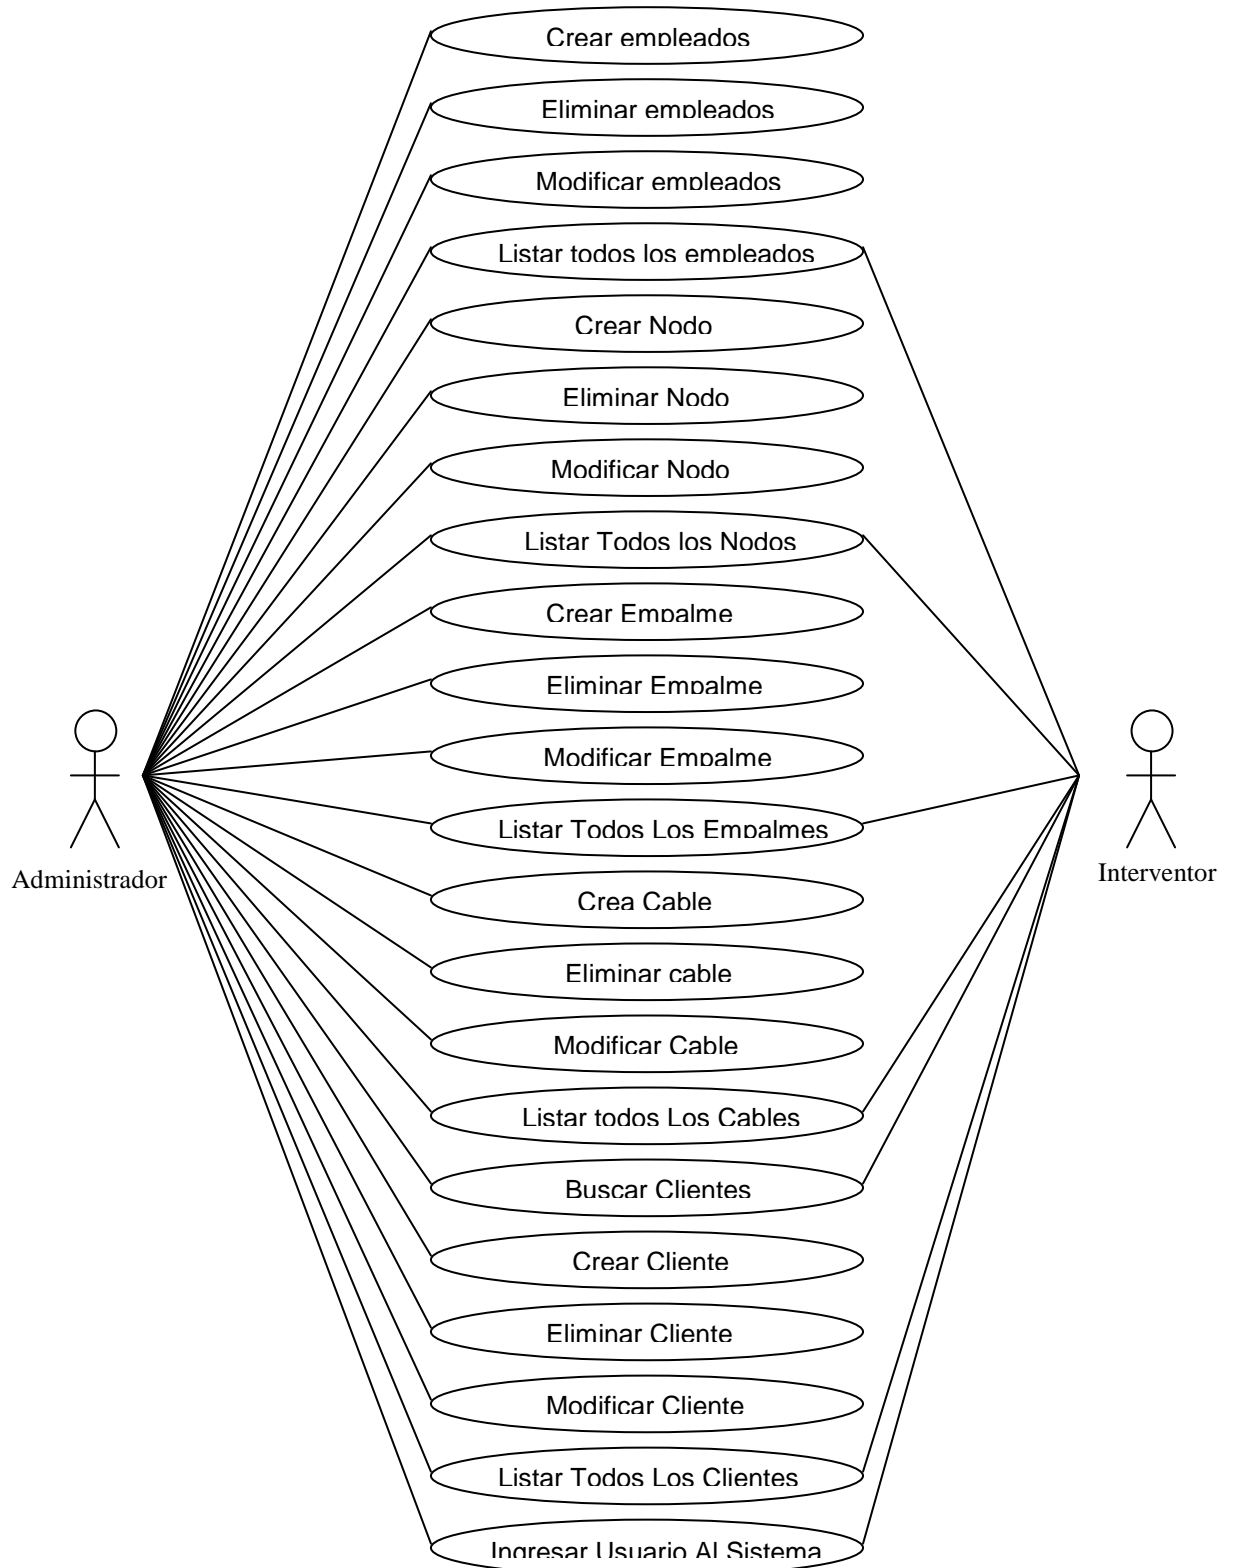 Crear empleados
Eliminar empleados
Modificar empleados
Listar todos los empleados
Crear Nodo
Eliminar Nodo
Modificar Nodo
Listar Todos los Nodos
Crear Empalme
Eliminar Empalme
Modificar Empalme
Listar Todos Los Empalmes
Administrador
Interventor
Crea Cable
Eliminar cable
Modificar Cable
Listar todos Los Cables
Buscar Clientes
Crear Cliente
Eliminar Cliente
Modificar Cliente
Listar Todos Los Clientes
Ingresar Usuario Al Sistema